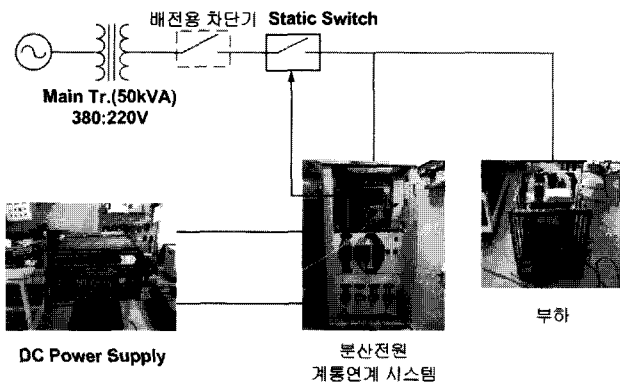 배전용 차단기 Static Switch
Main Tr.(50kVA)
380:220V
DC Power Supply
분산전원
계통연계 시스템
부하